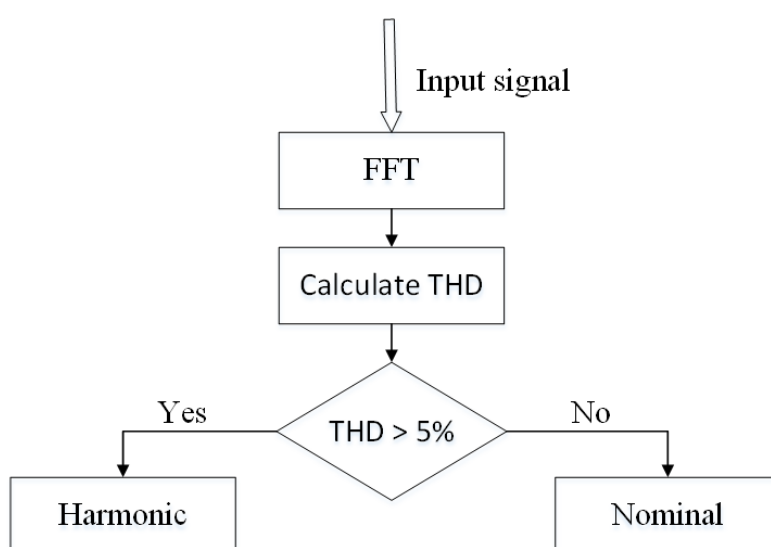 Input signal
FFT
Calculate THD
THD > 5%
Yes
No
Harmonic
Nominal